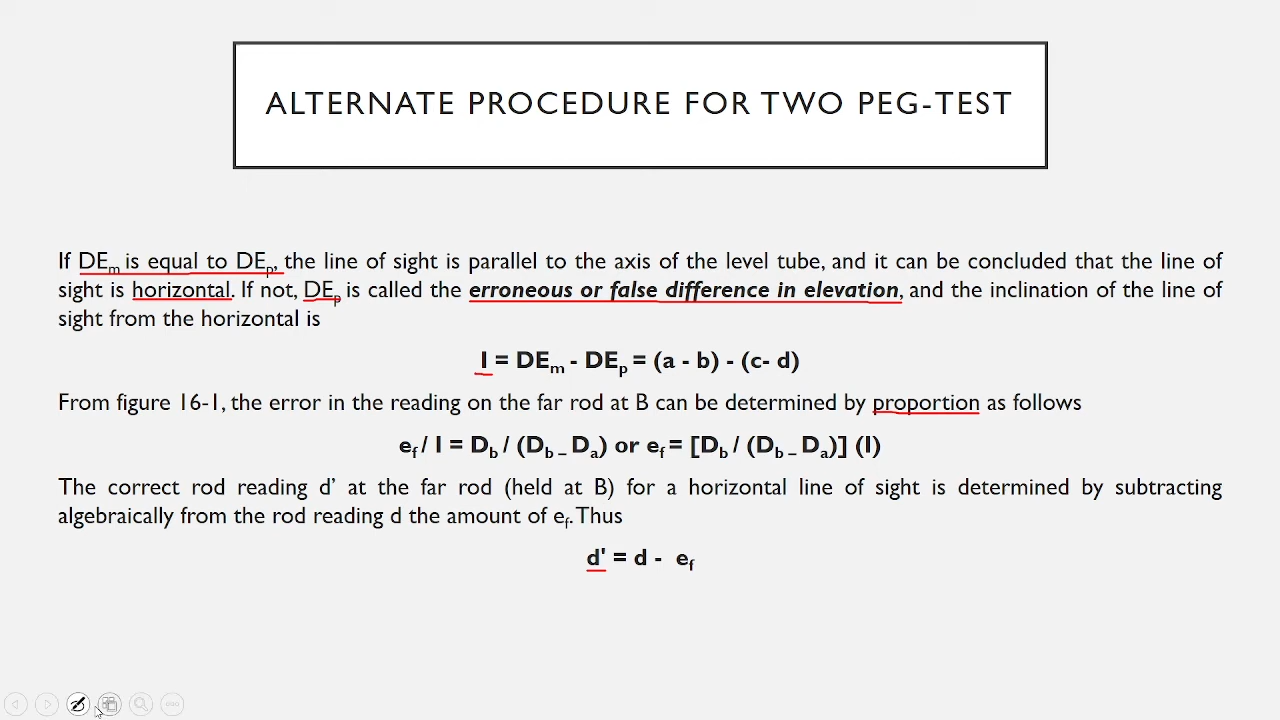 ALTERNATE PROCEDURE FOR TWO PEG-TEST
If DEm is equal to DEp, the line of sight is parallel to the axis of the level tube, and it can be concluded that the line of
sight is horizontal. If not, DEp is called the erroneous or false difference in elevation, and the inclination of the line of
sight from the horizontal is
I = DEm - DEp = (a - b) - (c- d)
From figure 16-1, the error in the reading on the far rod at B can be determined by proportion as follows
ef / I = Db / (Db – Da) or ef = [Db / (Db – Da)] (I)
The correct rod reading d’ at the far rod (held at B) for a horizontal line of sight is determined by subtracting
algebraically from the rod reading d the amount of ef. Thus
d' = d - ef